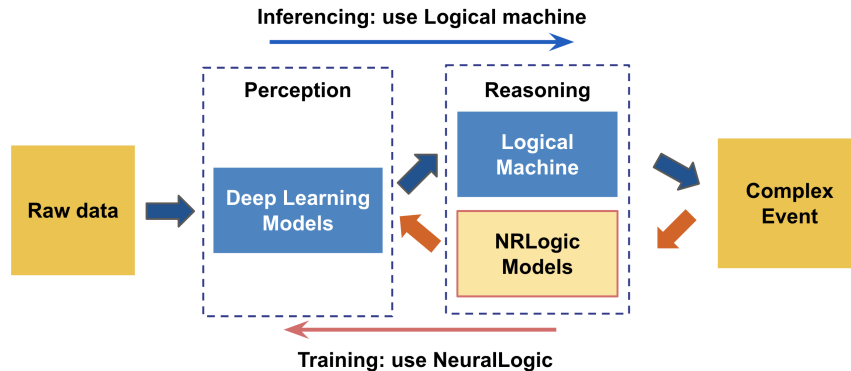 Inferencing: use Logical machine
Perception
Reasoning
Raw data
Deep Learning
Models
Logical
Machine
NRLogic
Models
Complex
Event
Training: use NeuralLogic